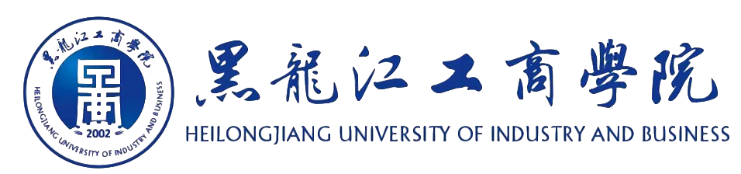 黑龍江工商學院
HEILONGJIANG UNIVERSITY OF INDUSTRY AND BUSINESS
黑龍江工商學院
2002
HEILONGJIANG UNIVERSITY OF INDUSTRY AND BUSINESS